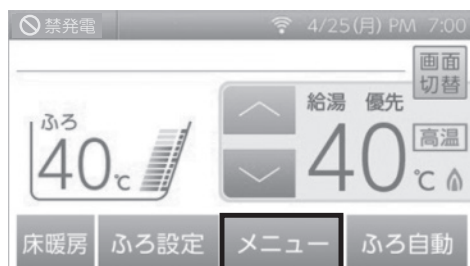 禁発電 4/25(月) PM 7:00
画面
切替
ふろ
40℃
給湯 優先
40℃
高温
床暖房 ふろ設定 メニュー ふろ自動